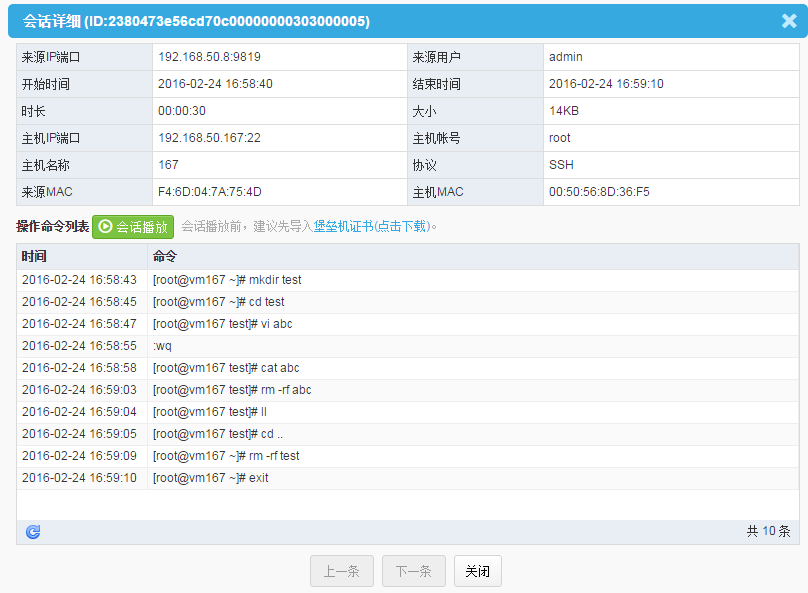 会话详细 (ID:2380473e56cd70c00000000303000005)
来源IP端口 192.168.50.8:9819 来源用户 admin
开始时间 2016-02-24 16:58:40 结束时间 2016-02-24 16:59:10
时长 00:00:30 大小 14KB
主机IP端口 192.168.50.167:22 主机帐号 root
主机名称 167 协议 SSH
来源MAC F4:6D:04:7A:75:4D 主机MAC 00:50:56:8D:36:F5
操作命令列表 会话播放 会话播放前，建议先导入堡垒机证书(点击下载)。
时间 命令
2016-02-24 16:58:43 [root@vm167 ~]# mkdir test
2016-02-24 16:58:45 [root@vm167 ~]# cd test
2016-02-24 16:58:47 [root@vm167 test]# vi abc
2016-02-24 16:58:55 :wq
2016-02-24 16:58:58 [root@vm167 test]# cat abc
2016-02-24 16:59:03 [root@vm167 test]# rm -rf abc
2016-02-24 16:59:04 [root@vm167 test]# ll
2016-02-24 16:59:05 [root@vm167 test]# cd ..
2016-02-24 16:59:09 [root@vm167 ~]# rm -rf test
2016-02-24 16:59:10 [root@vm167 ~]# exit
共 10 条
上一条 下一条 关闭